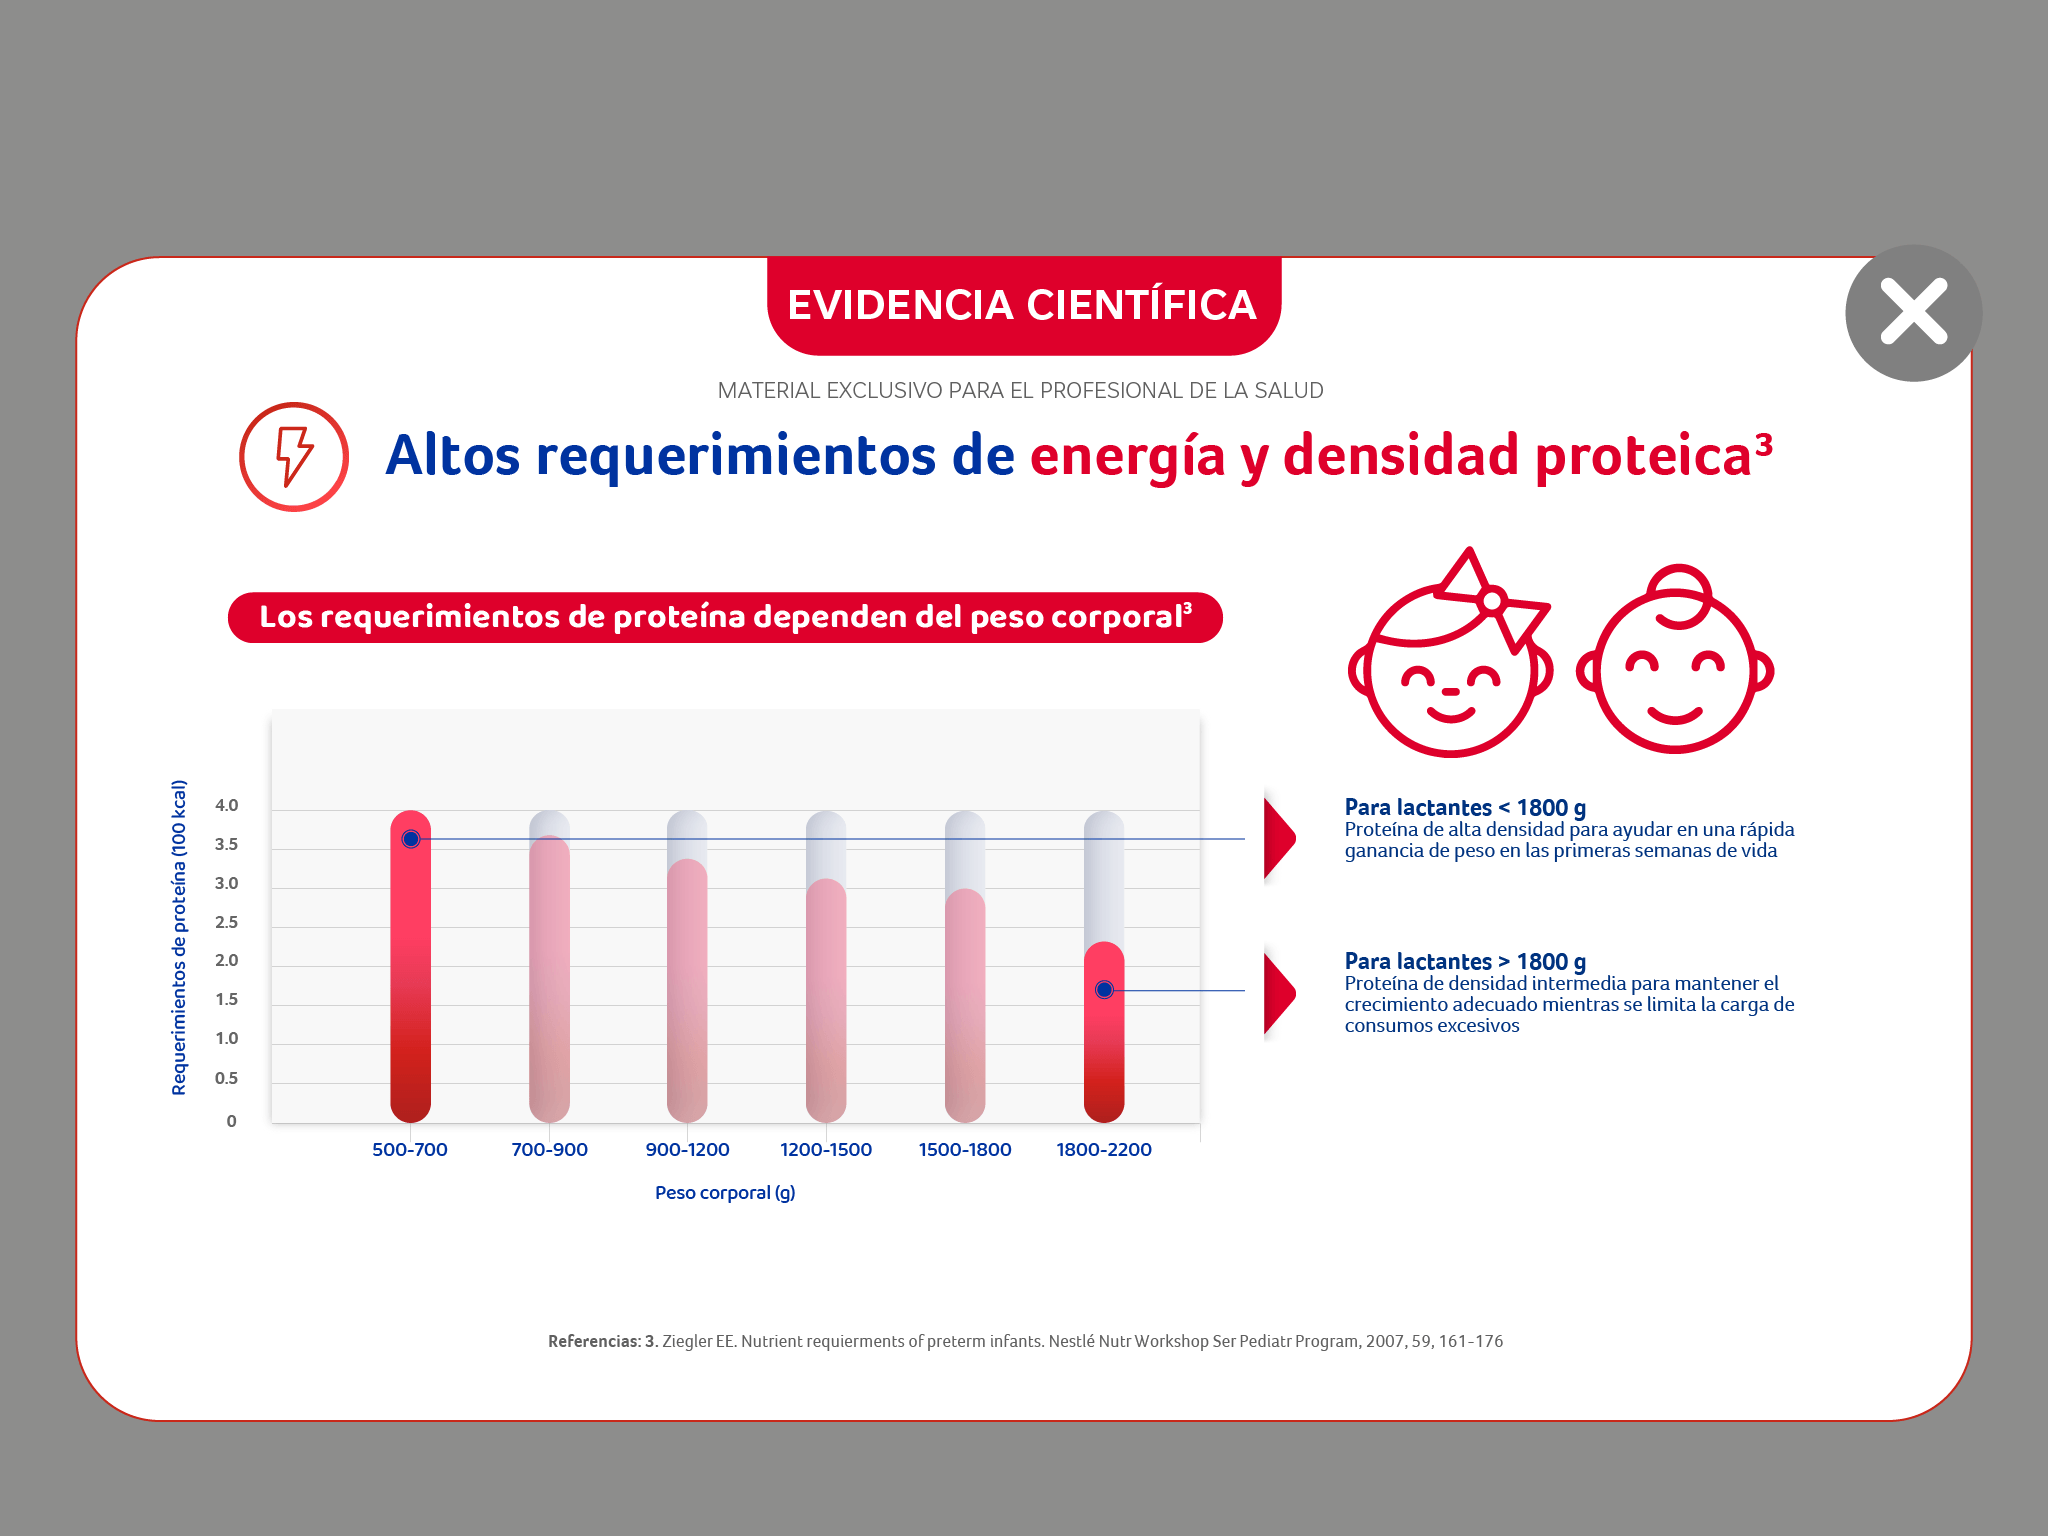 EVIDENCIA CIENTÍFICA
MATERIAL EXCLUSIVO PARA EL PROFESIONAL DE LA SALUD
Altos requerimientos de energía y densidad proteica³
Los requerimientos de proteína dependen del peso corporal³
Requerimientos de proteína (100 kcal)
4.0
3.5
3.0
2.5
2.0
1.5
1.0
0.5
0
500-700 700-900 900-1200 1200-1500 1500-1800 1800-2200
Peso corporal (g)
Para lactantes < 1800 g
Proteína de alta densidad para ayudar en una rápida
ganancia de peso en las primeras semanas de vida
Para lactantes > 1800 g
Proteína de densidad intermedia para mantener el
crecimiento adecuado mientras se limita la carga de
consumos excesivos
Referencias: 3. Ziegler EE. Nutrient requierments of preterm infants. Nestlé Nutr Workshop Ser Pediatr Program, 2007, 59, 161-176